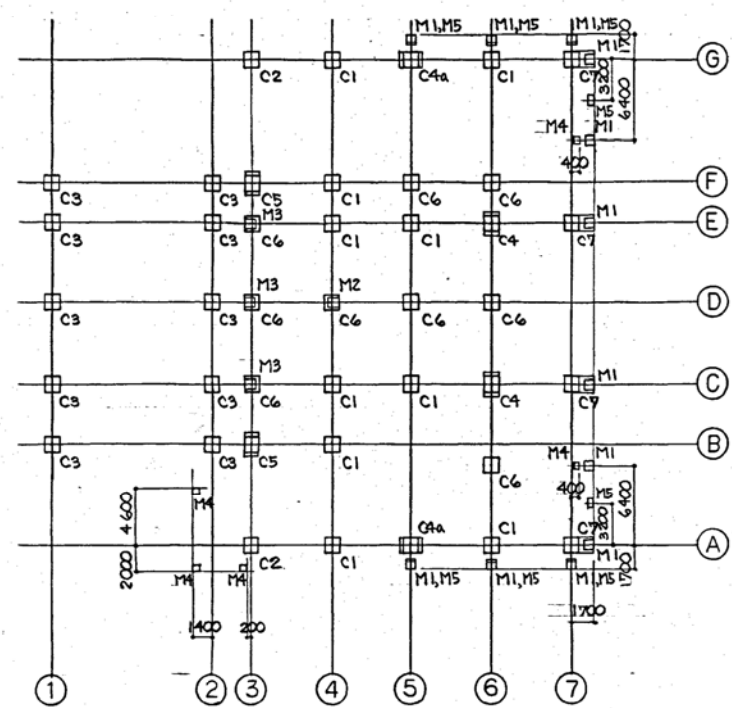 M1,M5 M1,M5 M1,M5
1700
M1
G
C2 C1 C4a C1 C7
3200
M5
6400
M4 M1
400
F
C3 C3 C5 C1 C6 C6
M3 M1
E
C3 C3 C6 C1 C1 C4 C7
M3 M2
D
C3 C3 C6 C6 C6 C6
M3 M1
C
C3 C3 C6 C1 C1 C4 C7
B
C3 C3 C5 C1
M4 M1
C6
400
M5
6400
3200
4600
M4
C4a C1 C7
A
C2 C1 M1
2000
M4 M4 M1,M5 M1,M5 M1,M5
1700
1400 200 1700
1 2 3 4 5 6 7